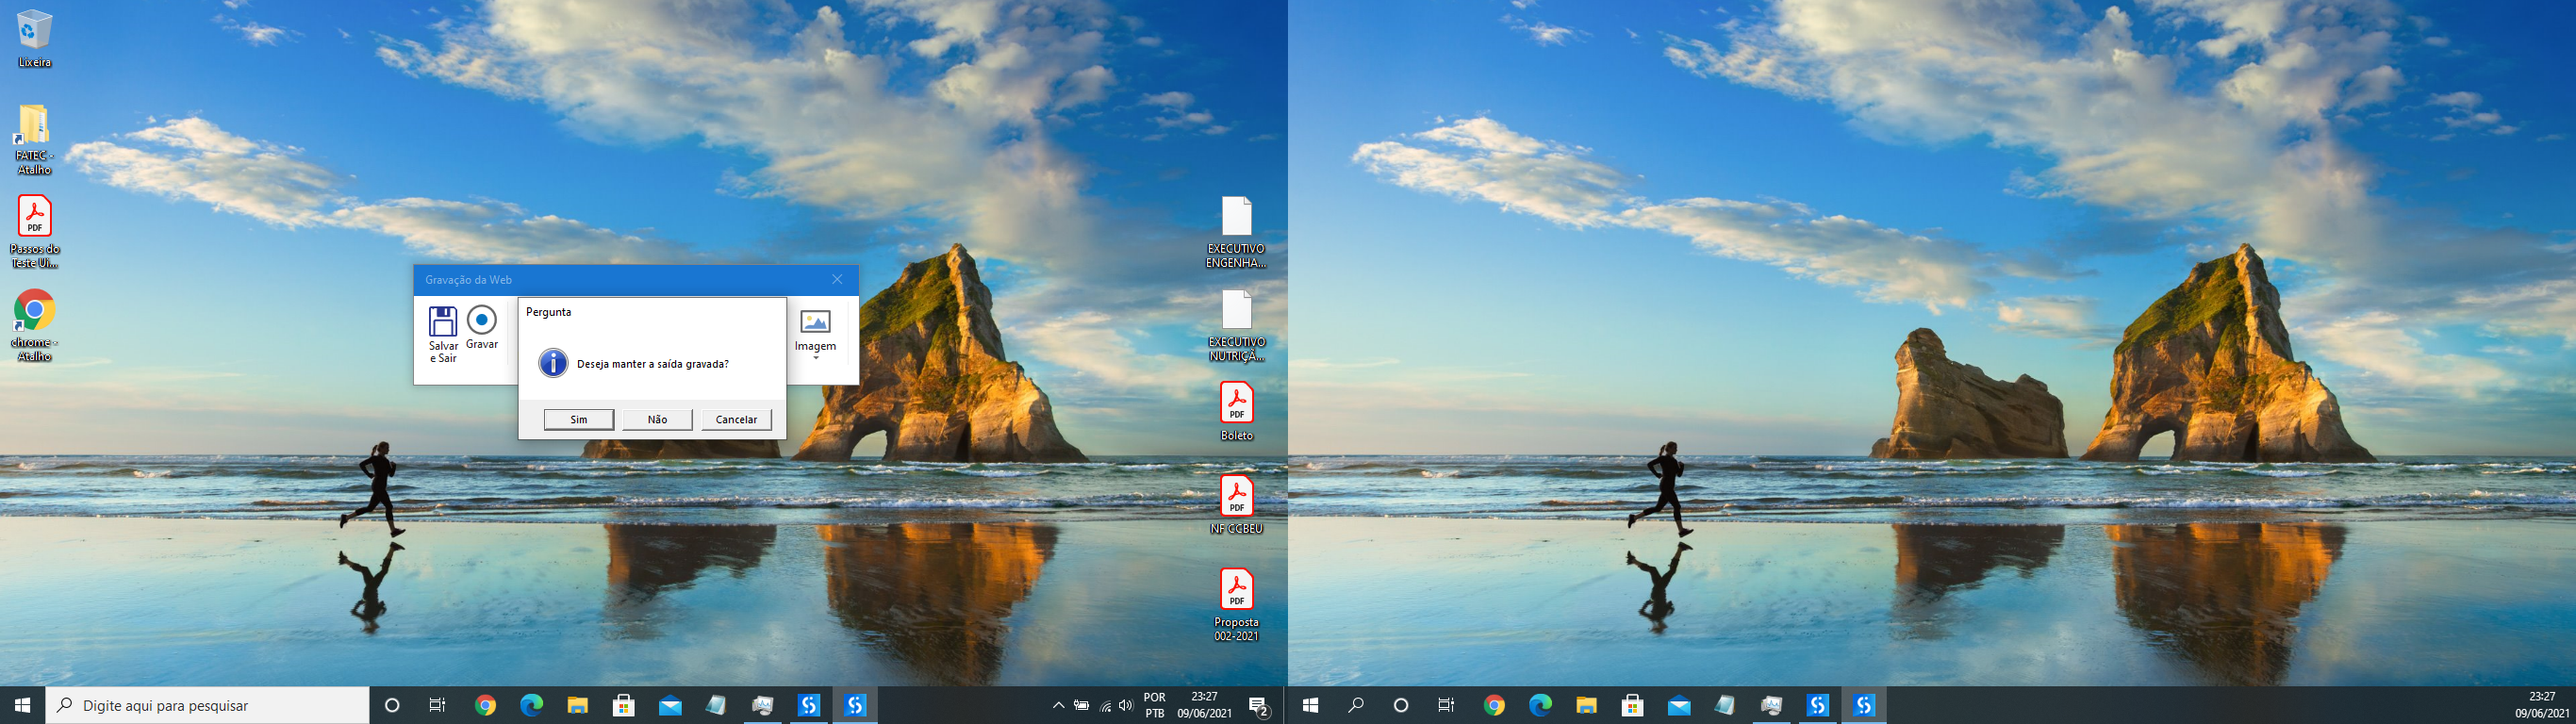 Lixeira
FATEC -
Atalho
PDF
Passos do
Teste Ui...
chrome -
Atalho
Gravação da Web
Salvar
e Sair
Gravar
Imagem
Pergunta
Deseja manter a saída gravada?
Sim
Não
Cancelar
EXECUTIVO
ENGENHA...
EXECUTIVO
NUTRIÇÃ...
PDF
Boleto
PDF
NF CCBEU
PDF
Proposta
002-2021
Digite aqui para pesquisar
POR
PTB
23:27
09/06/2021
2
23:27
09/06/2021